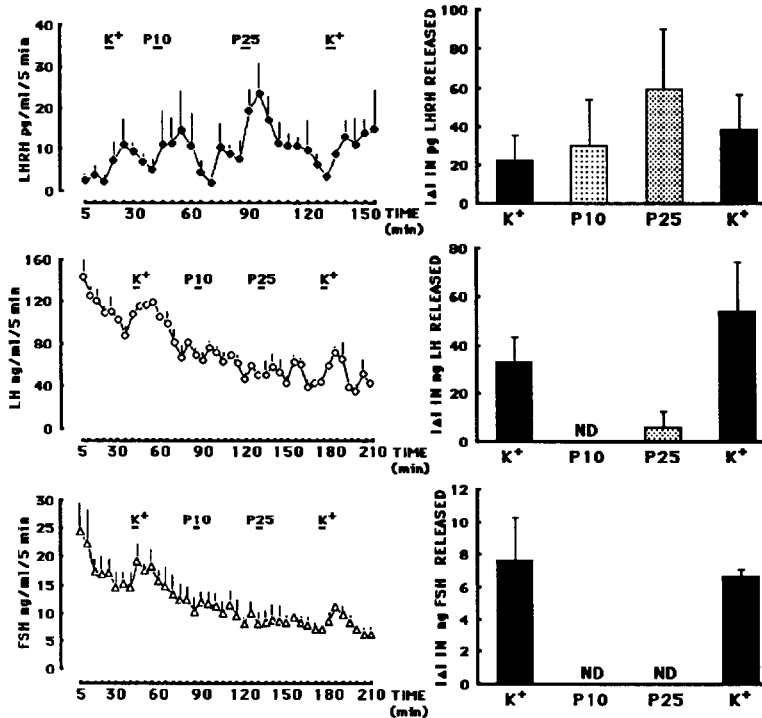 40
30
20
10
0
LHRH pg/ml/5 min
K+ P10 P25 K+
5 30 60 90 120 150 TIME
(min)
100
80
60
40
20
0
|Δ| IN pg LHRH RELEASED
K+ P10 P25 K+
160
120
80
40
0
LH ng/ml/5 min
K+ P10 P25 K+
5 30 60 90 120 150 180 210 TIME
(min)
80
60
40
20
0
|Δ| IN ng LH RELEASED
ND
K+ P10 P25 K+
30
25
20
15
10
5
0
FSH ng/ml/5 min
K+ P10 P25 K+
5 30 60 90 120 150 180 210 TIME
(min)
12
10
8
6
4
2
0
|Δ| IN ng FSH RELEASED
ND ND
K+ P10 P25 K+